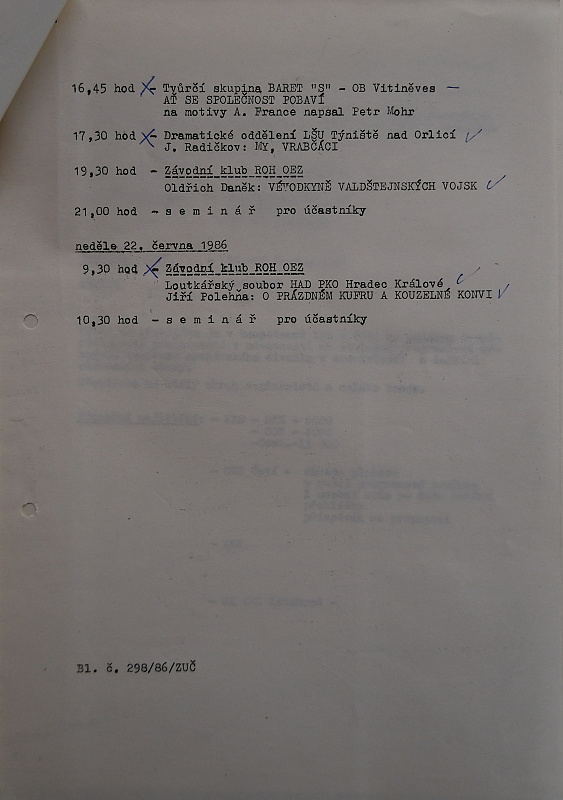 16,45 hod - Tvůrčí skupina BARET "S" - OB Vitiněves -
AŤ SE SPOLEČNOST POBAVÍ
na motivy A. France napsal Petr Mohr
17,30 hod - Dramatické oddělení LŠU Týniště nad Orlicí
J. Radičkov: MY, VRABČÁCI
19,30 hod - Závodní klub ROH OEZ
Oldřich Daněk: VÉVODKYNĚ VALDŠTEJNSKÝCH VOJSK
21,00 hod - s e m i n á ř pro účastníky
neděle 22. června 1986
9,30 hod - Závodní klub ROH OEZ
Loutkářský soubor HAD PKO Hradec Králové
Jiří Polehňa: O PRÁZDNÉM KUFRU A KOUZELNÉ KONVI
10,30 hod - s e m i n á ř pro účastníky
Bl. č. 298/86/ZUČ